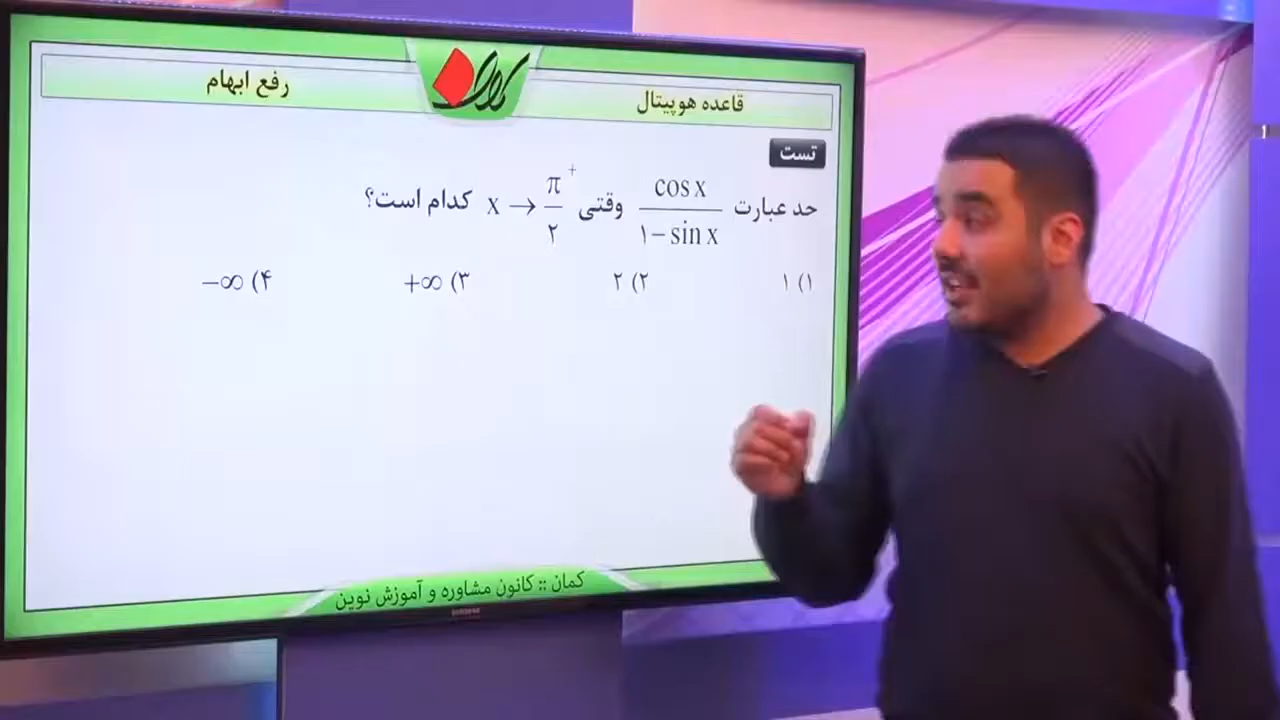 قاعده هوپیتال
رفع ابهام
تست
حد عبارت cos x / ۱ − sin x وقتی x → π⁺ / ۲ کدام است؟
۱) ۱
۲) ۲
۳) +∞
۴) −∞
کمان :: کانون مشاوره و آموزش نوین
SAMSUNG